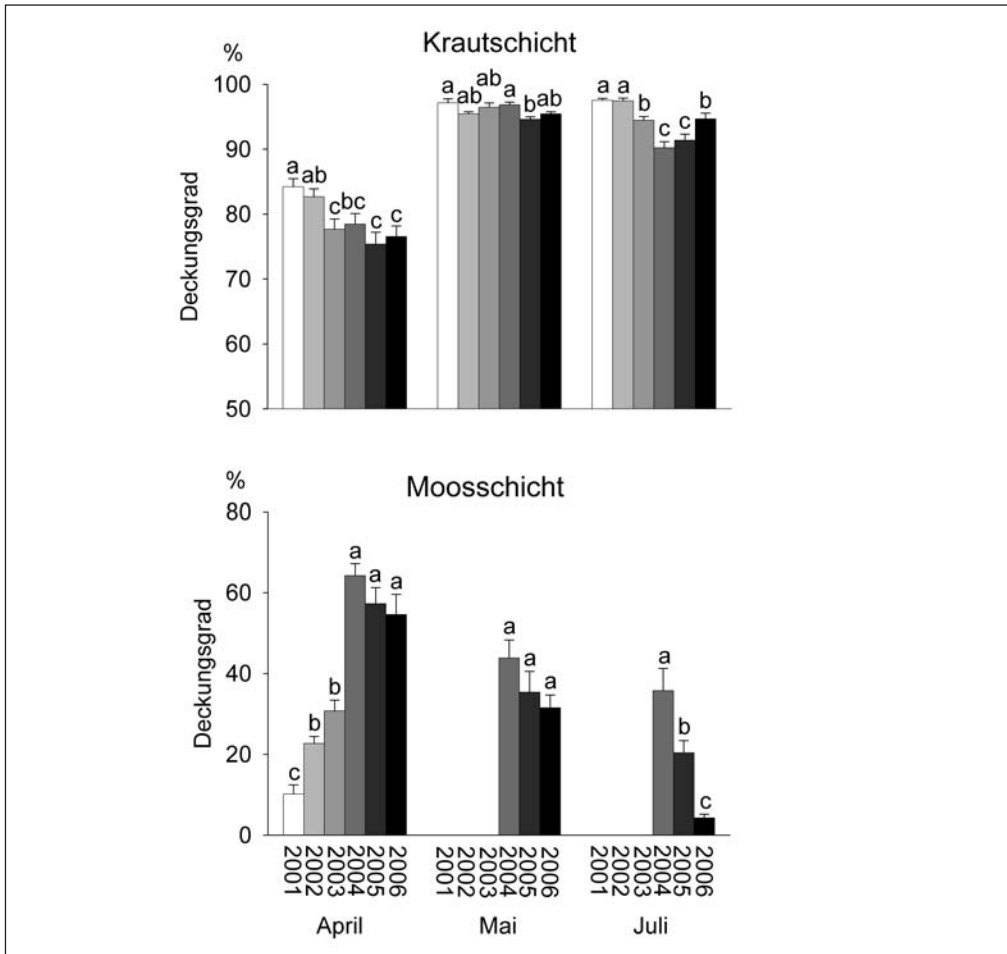 Krautschicht
%
Deckungsgrad
100
90
80
70
60
50
a ab c bc c c
a ab ab a b ab
a a b c c b
Moosschicht
%
Deckungsgrad
80
60
40
20
0
c b b a a a
a a a
a b c
2001 2002 2003 2004 2005 2006
2001 2002 2003 2004 2005 2006
2001 2002 2003 2004 2005 2006
April Mai Juli